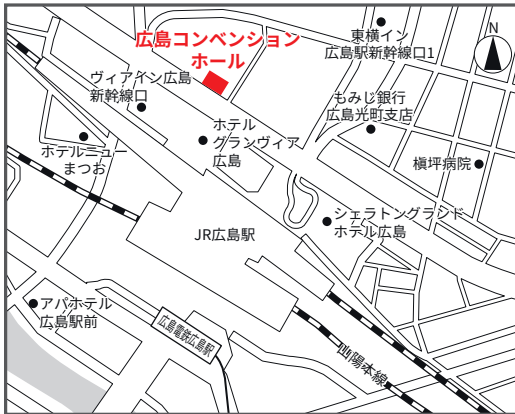 広島コンベンション
ホール
東横イン
広島駅新幹線口1
N
ヴィアイン広島
新幹線口
もみじ銀行
広島光町支店
ホテル
グランヴィア
広島
ホテルニュー
まつお
槇坪病院
シェラトングランド
ホテル広島
JR広島駅
アパホテル
広島駅前
広島電鉄広島駅
山陽本線